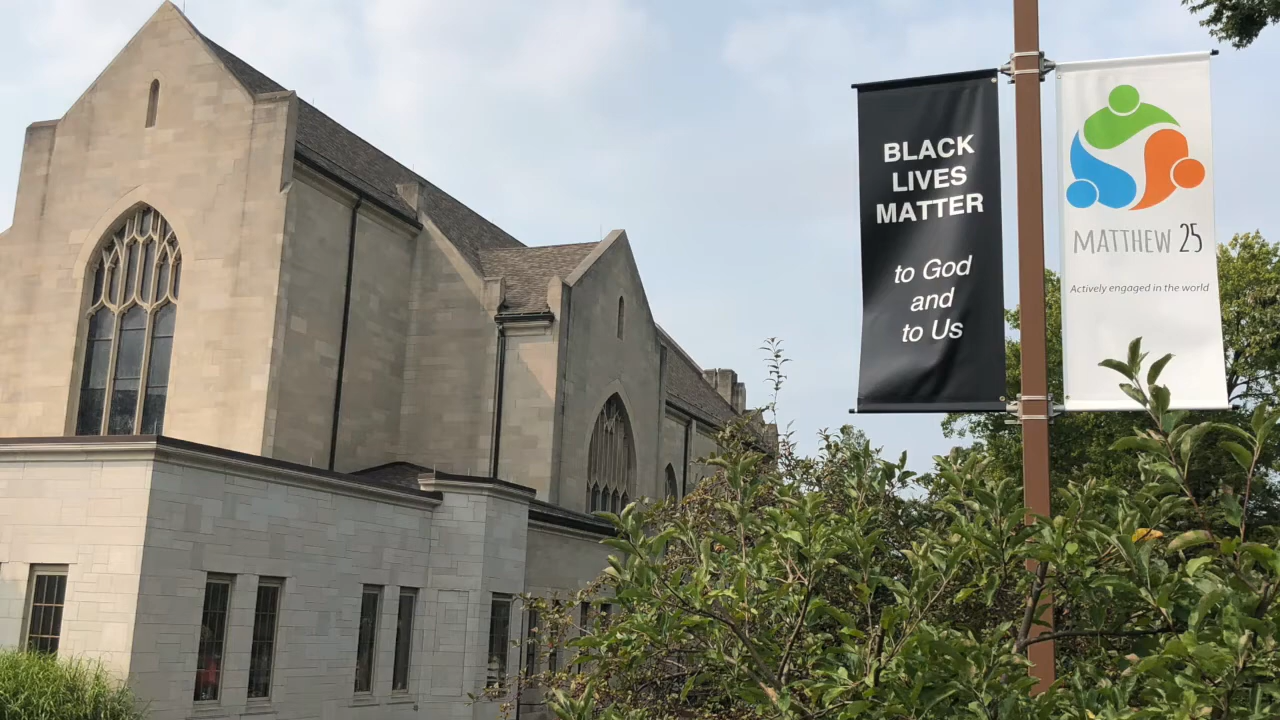 BLACK
LIVES
MATTER
to God
and
to Us
MATTHEW 25
Actively engaged in the world